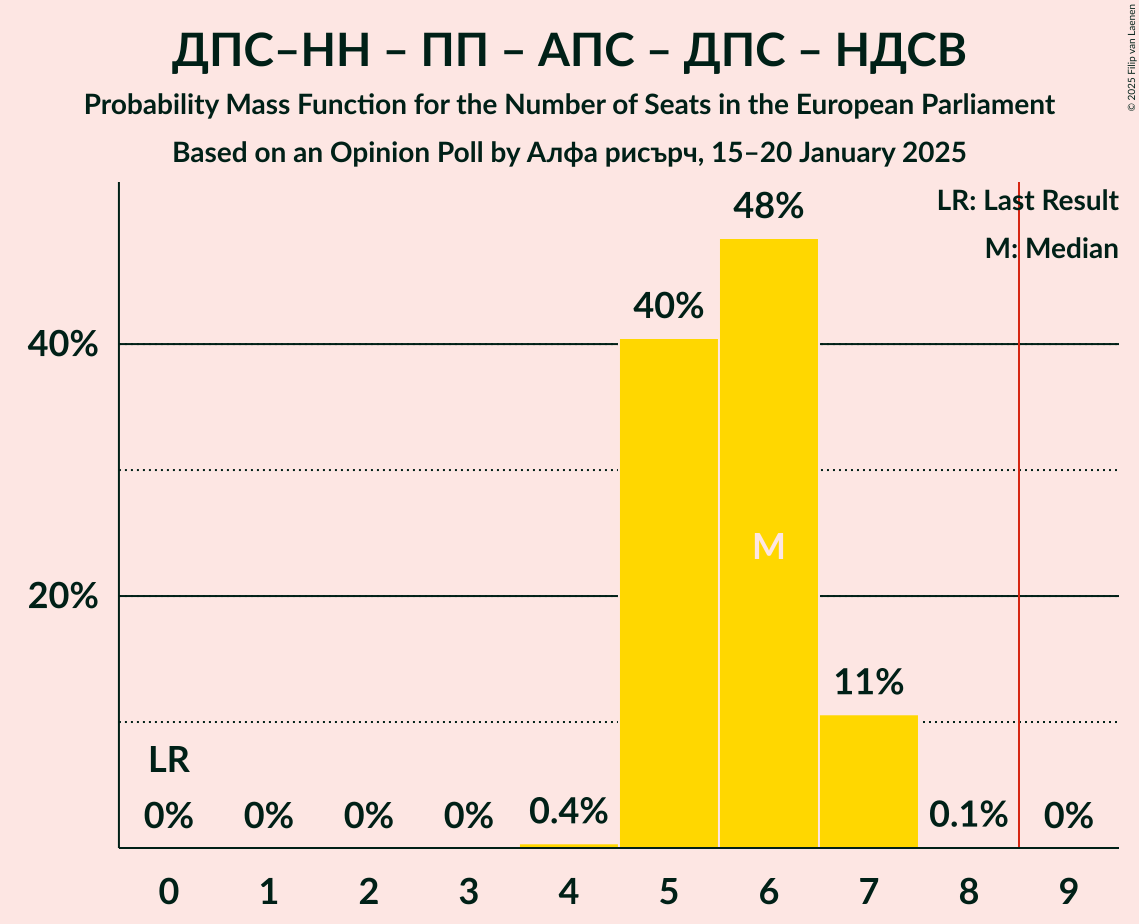 ДПС–НН – ПП – АПС – ДПС – НДСВ
Probability Mass Function for the Number of Seats in the European Parliament
Based on an Opinion Poll by Алфа рисърч, 15–20 January 2025
© 2025 Filip van Laenen
LR: Last Result
M: Median
48%
40%
40%
M
20%
11%
LR
0% 0% 0% 0% 0.4% 0.1% 0%
0 1 2 3 4 5 6 7 8 9